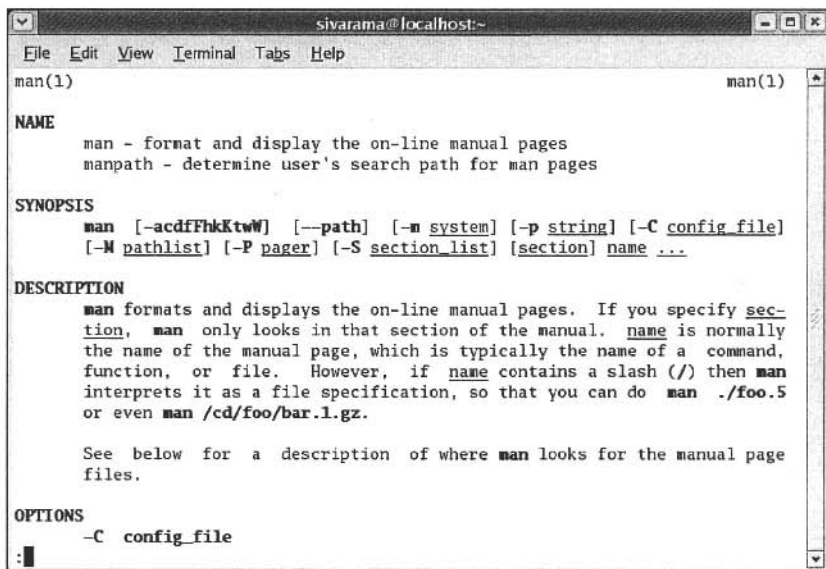 sivarama@localhost:~
File Edit View Terminal Tabs Help
man(1) man(1)
NAME
man - format and display the on-line manual pages
manpath - determine user's search path for man pages
SYNOPSIS
man [-acdfFhkKtwW] [--path] [-m system] [-p string] [-C config_file]
[-M pathlist] [-P pager] [-S section_list] [section] name ...
DESCRIPTION
man formats and displays the on-line manual pages. If you specify sec-
tion, man only looks in that section of the manual. name is normally
the name of the manual page, which is typically the name of a command,
function, or file. However, if name contains a slash (/) then man
interprets it as a file specification, so that you can do man ./foo.5
or even man /cd/foo/bar.1.gz.
See below for a description of where man looks for the manual page
files.
OPTIONS
-C config_file
: